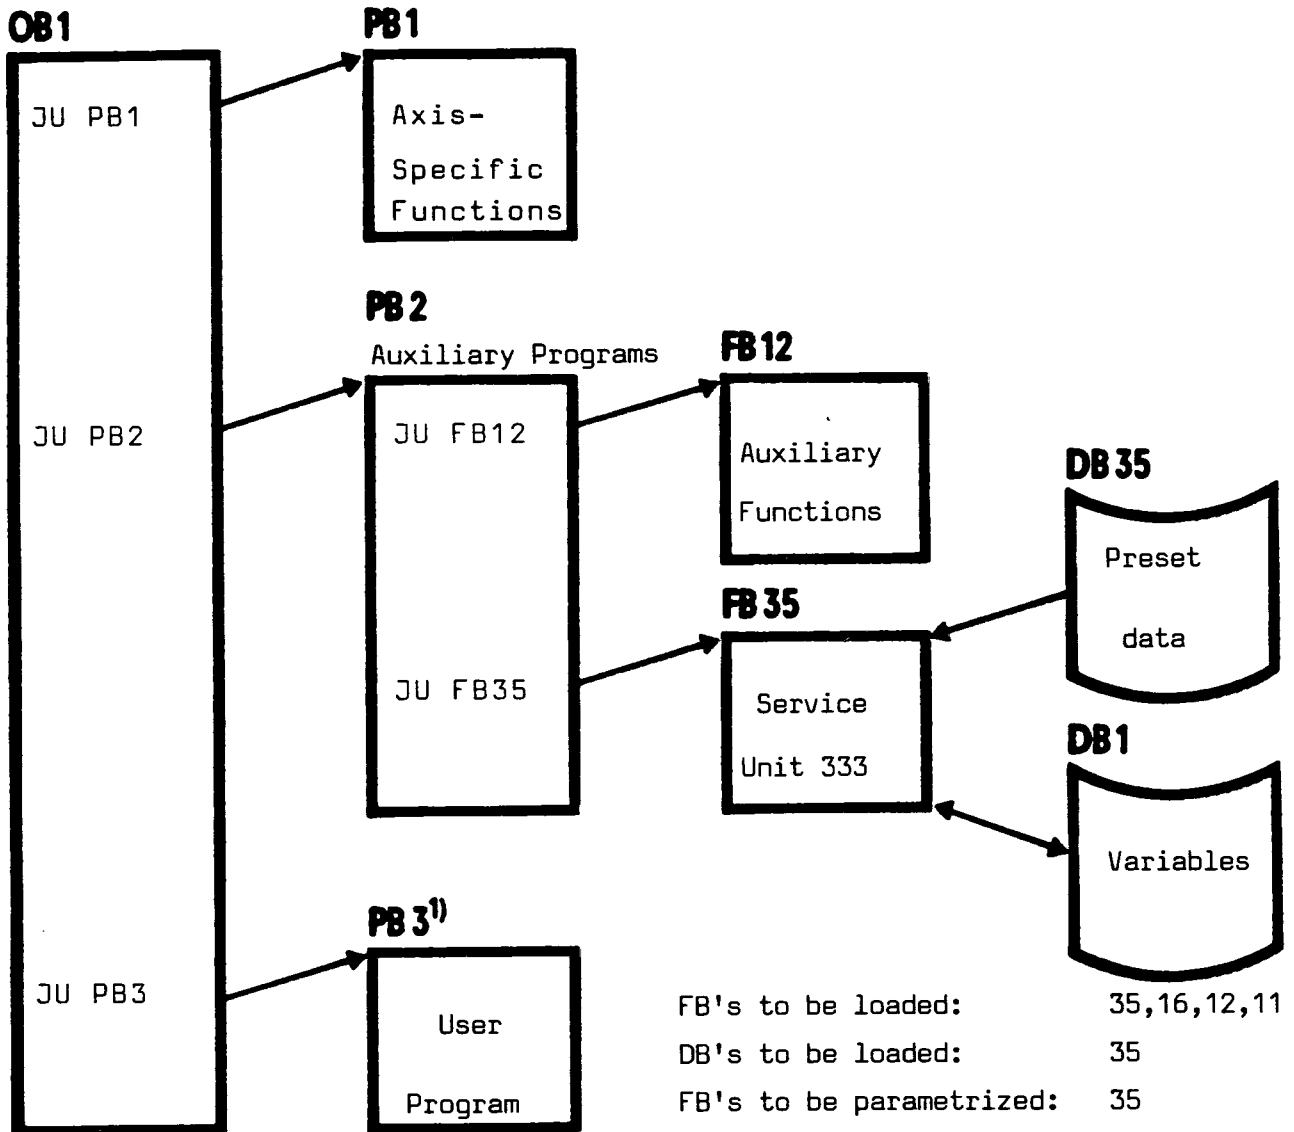 OB1
JU PB1
JU PB2
JU PB3
PB1
Axis-
Specific
Functions
PB2
Auxiliary Programs
JU FB12
JU FB35
PB3¹⁾
User
Program
FB12
Auxiliary
Functions
FB35
Service
Unit 333
DB35
Preset
data
DB1
Variables
FB's to be loaded: 35,16,12,11
DB's to be loaded: 35
FB's to be parametrized: 35